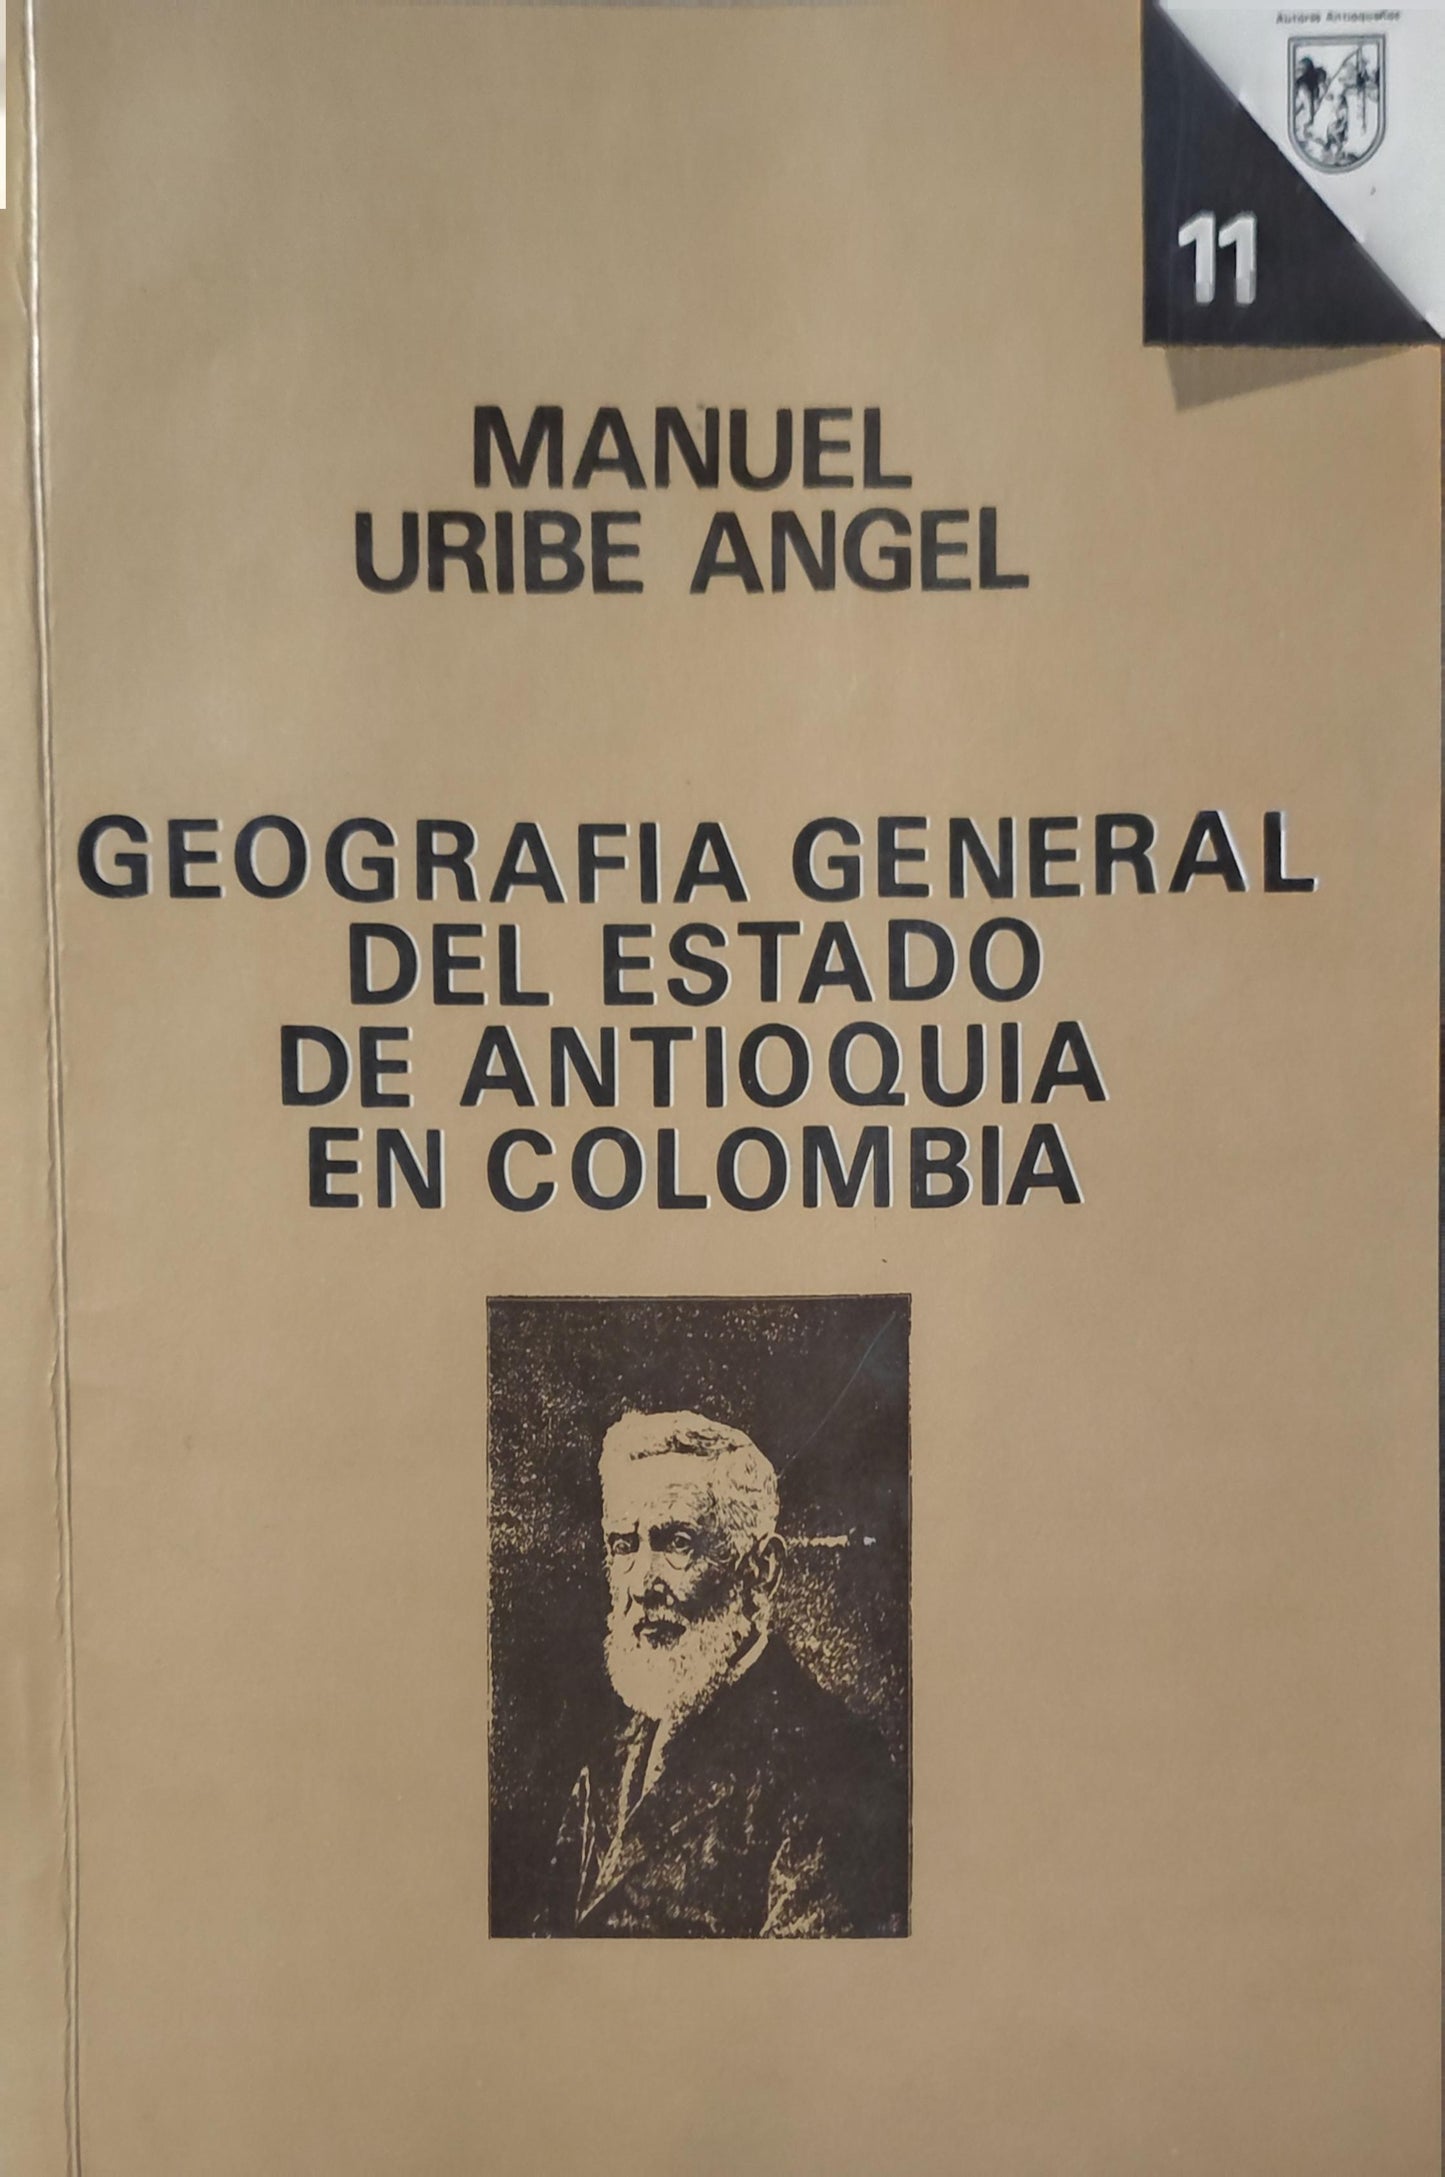 Autores Antioqueños
11
MANUEL
URIBE ANGEL
GEOGRAFIA GENERAL
DEL ESTADO
DE ANTIOQUIA
EN COLOMBIA